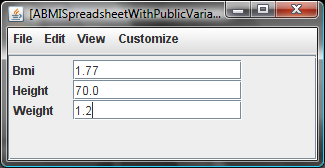 [ABMISpreadsheetWithPublicVaria...
File Edit View Customize
Bmi 1.77
Height 70.0
Weight 1.2